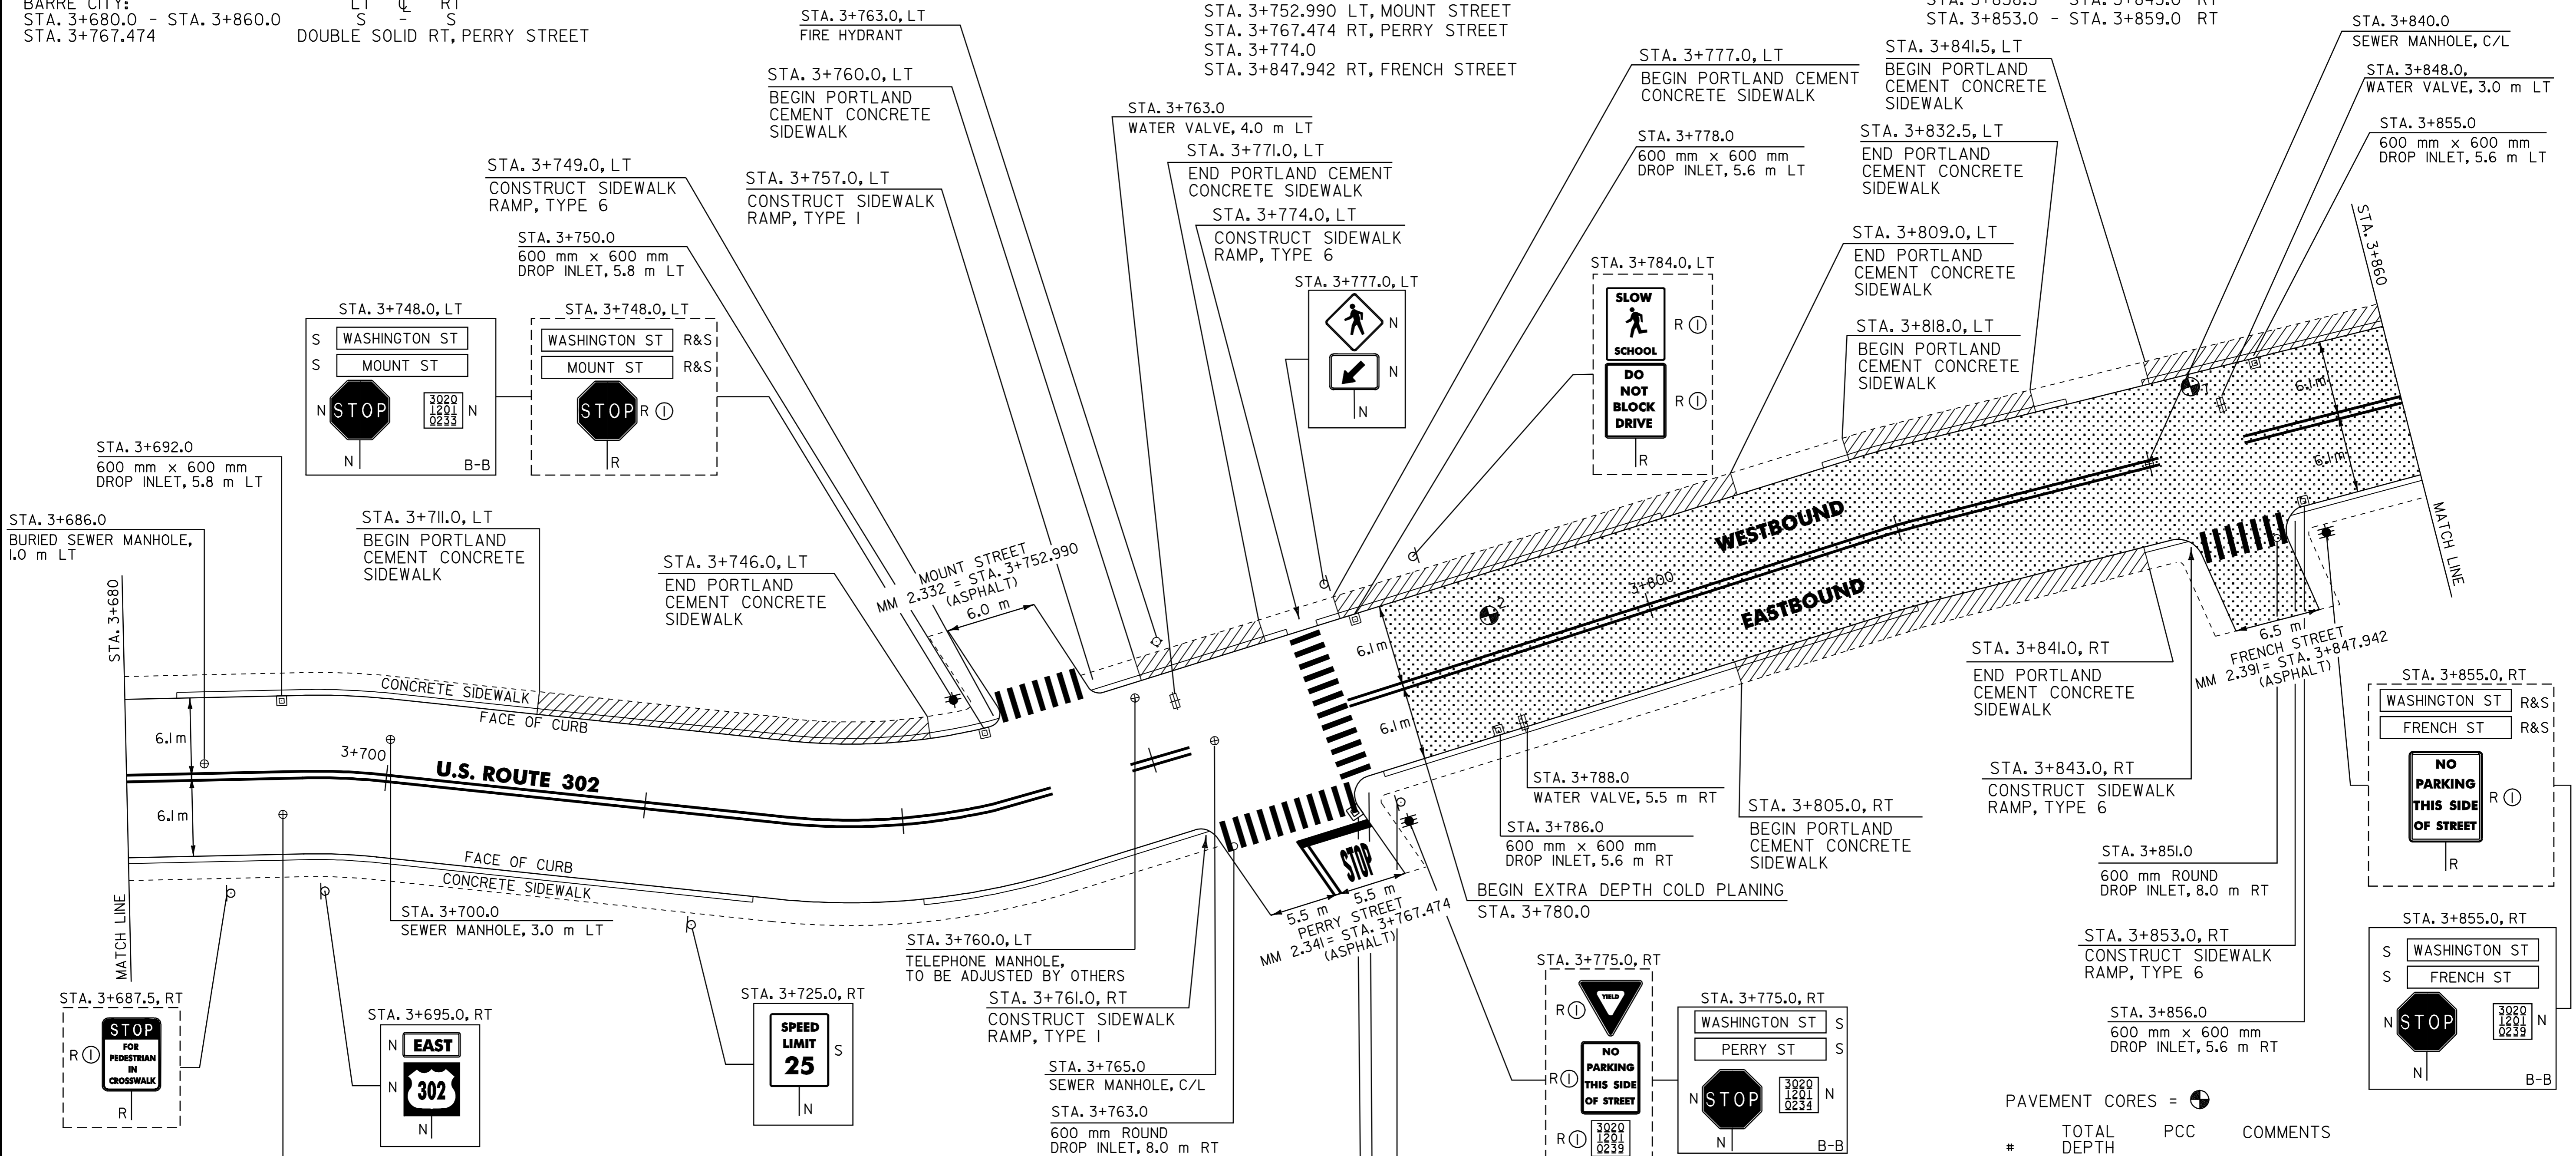 BARRE CITY:
LT ℄ RT
STA. 3+680.0 - STA. 3+860.0 S - S
STA. 3+767.474 DOUBLE SOLID RT, PERRY STREET
STA. 3+752.990 LT, MOUNT STREET
STA. 3+767.474 RT, PERRY STREET
STA. 3+774.0
STA. 3+847.942 RT, FRENCH STREET
STA. 3+853.0 - STA. 3+859.0 RT
STA. 3+763.0, LT
FIRE HYDRANT
STA. 3+760.0, LT
BEGIN PORTLAND
CEMENT CONCRETE
SIDEWALK
STA. 3+749.0, LT
CONSTRUCT SIDEWALK
RAMP, TYPE 6
STA. 3+757.0, LT
CONSTRUCT SIDEWALK
RAMP, TYPE 1
STA. 3+750.0
600 mm x 600 mm
DROP INLET, 5.8 m LT
STA. 3+763.0
WATER VALVE, 4.0 m LT
STA. 3+771.0, LT
END PORTLAND CEMENT
CONCRETE SIDEWALK
STA. 3+774.0, LT
CONSTRUCT SIDEWALK
RAMP, TYPE 6
STA. 3+777.0, LT
N
N
N
STA. 3+777.0, LT
BEGIN PORTLAND CEMENT
CONCRETE SIDEWALK
STA. 3+778.0
600 mm x 600 mm
DROP INLET, 5.6 m LT
STA. 3+784.0, LT
SLOW
SCHOOL
R 1
DO
NOT
BLOCK
DRIVE
R 1
R
STA. 3+841.5, LT
BEGIN PORTLAND
CEMENT CONCRETE
SIDEWALK
STA. 3+832.5, LT
END PORTLAND
CEMENT CONCRETE
SIDEWALK
STA. 3+809.0, LT
END PORTLAND
CEMENT CONCRETE
SIDEWALK
STA. 3+818.0, LT
BEGIN PORTLAND
CEMENT CONCRETE
SIDEWALK
STA. 3+840.0
SEWER MANHOLE, C/L
STA. 3+848.0,
WATER VALVE, 3.0 m LT
STA. 3+855.0
600 mm x 600 mm
DROP INLET, 5.6 m LT
STA. 3+860
MATCH LINE
STA. 3+748.0, LT
S WASHINGTON ST
S MOUNT ST
N STOP
3020
1201
0233
N
N
B-B
STA. 3+748.0, LT
WASHINGTON ST R&S
MOUNT ST R&S
STOP R 1
R
STA. 3+692.0
600 mm x 600 mm
DROP INLET, 5.8 m LT
STA. 3+686.0
BURIED SEWER MANHOLE,
1.0 m LT
STA. 3+711.0, LT
BEGIN PORTLAND
CEMENT CONCRETE
SIDEWALK
STA. 3+746.0, LT
END PORTLAND
CEMENT CONCRETE
SIDEWALK
MOUNT STREET
MM 2.332 = STA. 3+752.990
(ASPHALT)
6.0 m
STA. 3+680
MATCH LINE
CONCRETE SIDEWALK
FACE OF CURB
6.1 m
3+700
U.S. ROUTE 302
6.1 m
FACE OF CURB
CONCRETE SIDEWALK
6.1 m
6.1 m
2
WESTBOUND
3+800
EASTBOUND
6.1 m
6.1 m
STOP
STA. 3+700.0
SEWER MANHOLE, 3.0 m LT
STA. 3+687.5, RT
STOP
FOR
PEDESTRIAN
IN
CROSSWALK
R 1
R
STA. 3+695.0, RT
N EAST
N 302
N
STA. 3+725.0, RT
SPEED
LIMIT
25
S
N
STA. 3+760.0, LT
TELEPHONE MANHOLE,
TO BE ADJUSTED BY OTHERS
STA. 3+761.0, RT
CONSTRUCT SIDEWALK
RAMP, TYPE 1
STA. 3+765.0
SEWER MANHOLE, C/L
STA. 3+763.0
600 mm ROUND
DROP INLET, 8.0 m RT
5.5 m
5.5 m
PERRY STREET
MM 2.341 = STA. 3+767.474
(ASPHALT)
BEGIN EXTRA DEPTH COLD PLANING
STA. 3+780.0
STA. 3+788.0
WATER VALVE, 5.5 m RT
STA. 3+786.0
600 mm x 600 mm
DROP INLET, 5.6 m RT
STA. 3+805.0, RT
BEGIN PORTLAND
CEMENT CONCRETE
SIDEWALK
STA. 3+775.0, RT
R 1 YIELD
R 1
NO
PARKING
THIS SIDE
OF STREET
R 1
3020
1201
0239
STA. 3+775.0, RT
WASHINGTON ST S
PERRY ST S
N STOP
3020
1201
0234
N
N
B-B
STA. 3+841.0, RT
END PORTLAND
CEMENT CONCRETE
SIDEWALK
STA. 3+843.0, RT
CONSTRUCT SIDEWALK
RAMP, TYPE 6
6.5 m
FRENCH STREET
MM 2.391 = STA. 3+847.942
(ASPHALT)
STA. 3+851.0
600 mm ROUND
DROP INLET, 8.0 m RT
STA. 3+853.0, RT
CONSTRUCT SIDEWALK
RAMP, TYPE 6
STA. 3+856.0
600 mm x 600 mm
DROP INLET, 5.6 m RT
STA. 3+855.0, RT
WASHINGTON ST R&S
FRENCH ST R&S
NO
PARKING
THIS SIDE
OF STREET
R 1
R
STA. 3+855.0, RT
S WASHINGTON ST
S FRENCH ST
N STOP
3020
1201
0239
N
N
B-B
PAVEMENT CORES =
# TOTAL DEPTH PCC COMMENTS